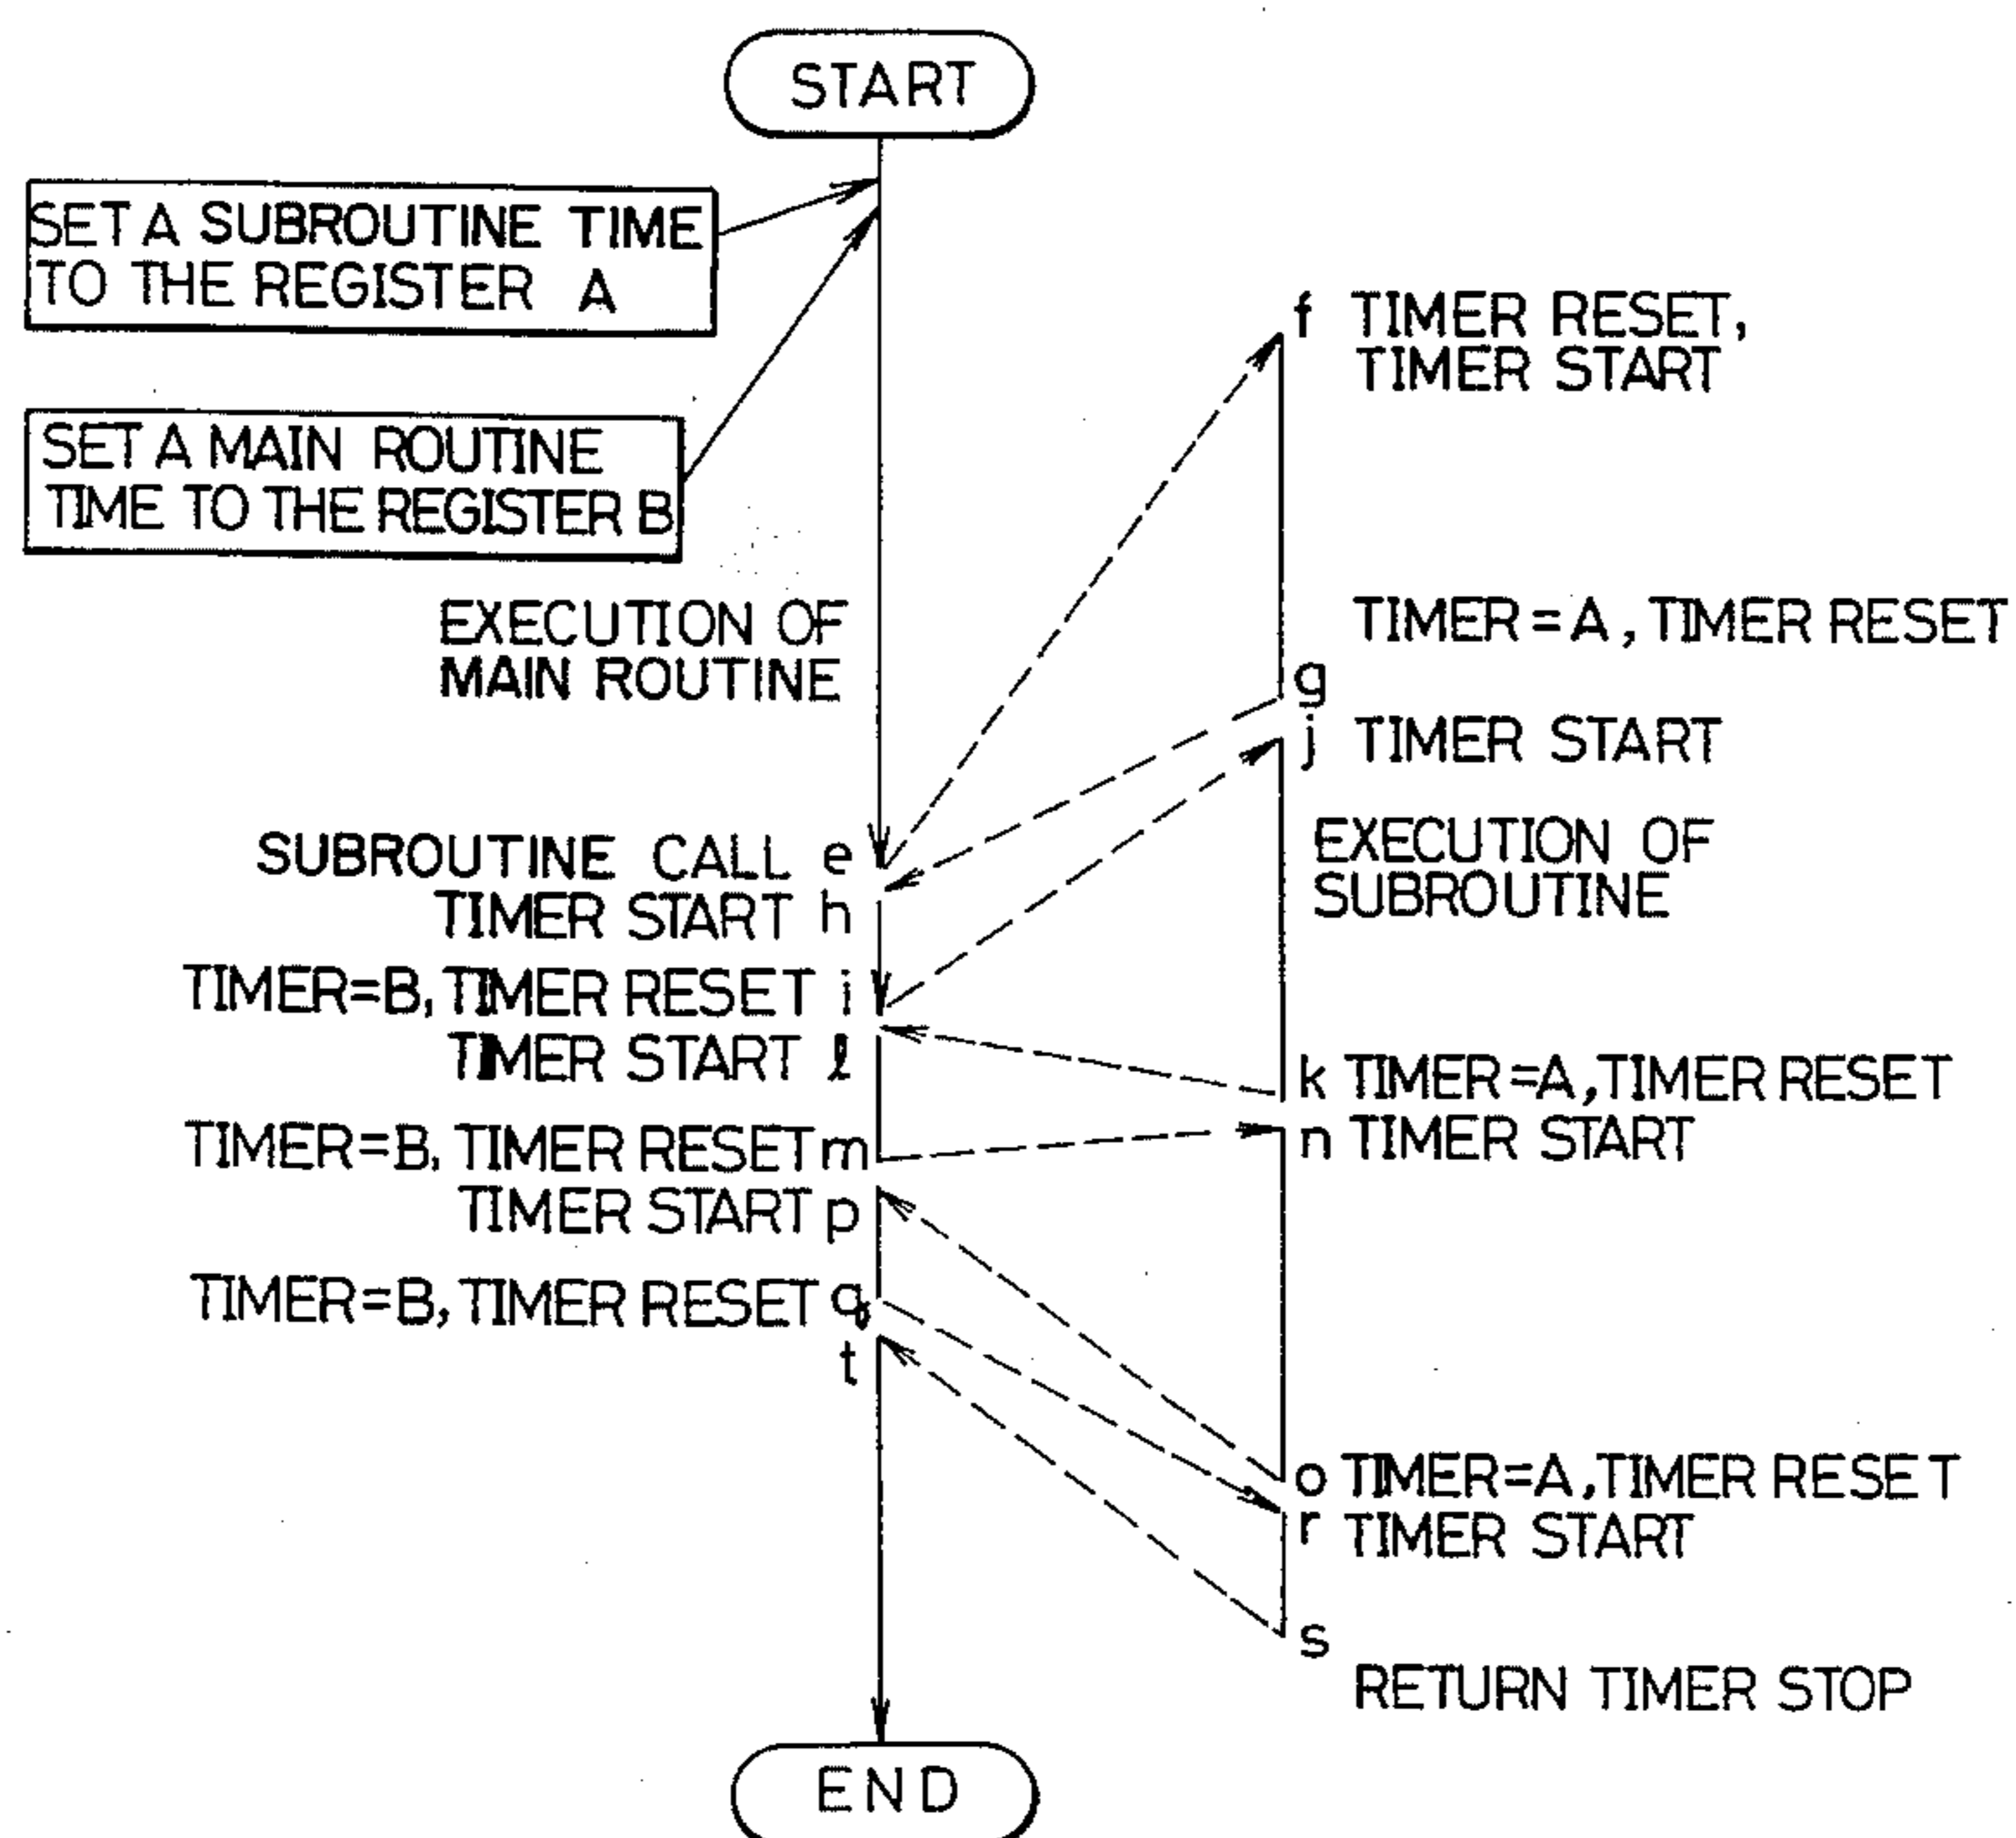 START
SET A SUBROUTINE TIME
TO THE REGISTER A
SET A MAIN ROUTINE
TIME TO THE REGISTER B
EXECUTION OF
MAIN ROUTINE
f TIMER RESET,
TIMER START
TIMER = A, TIMER RESET
g
j TIMER START
EXECUTION OF
SUBROUTINE
SUBROUTINE CALL e
TIMER START h
TIMER=B, TIMER RESET i
TIMER START l
k TIMER=A, TIMER RESET
n TIMER START
TIMER=B, TIMER RESET m
TIMER START p
TIMER=B, TIMER RESET q
t
o TIMER=A, TIMER RESET
r TIMER START
s
RETURN TIMER STOP
END